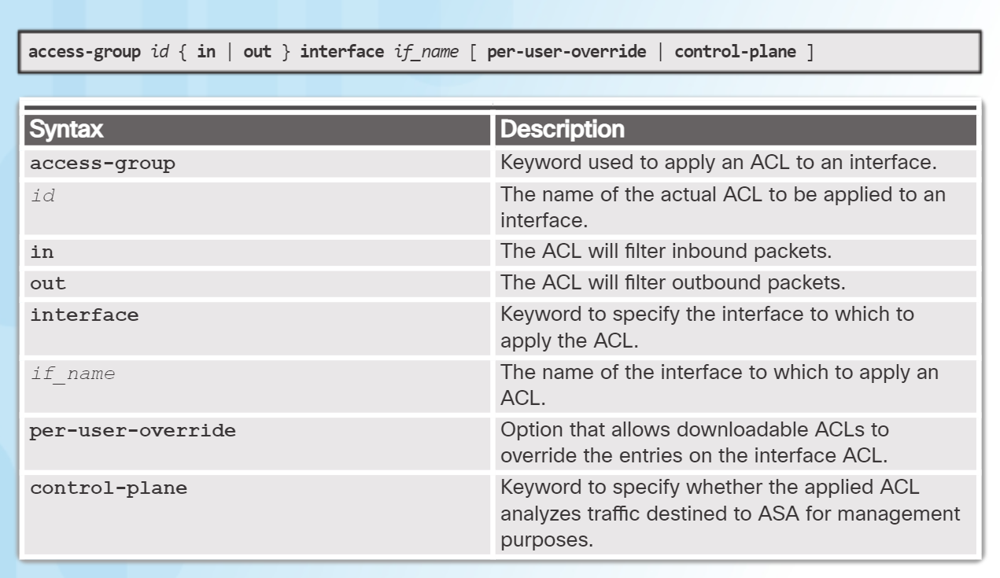 access-group id { in | out } interface if_name [ per-user-override | control-plane ]
Syntax
Description
access-group
Keyword used to apply an ACL to an interface.
id
The name of the actual ACL to be applied to an
interface.
in
The ACL will filter inbound packets.
out
The ACL will filter outbound packets.
interface
Keyword to specify the interface to which to
apply the ACL.
if_name
The name of the interface to which to apply an
ACL.
per-user-override
Option that allows downloadable ACLs to
override the entries on the interface ACL.
control-plane
Keyword to specify whether the applied ACL
analyzes traffic destined to ASA for management
purposes.